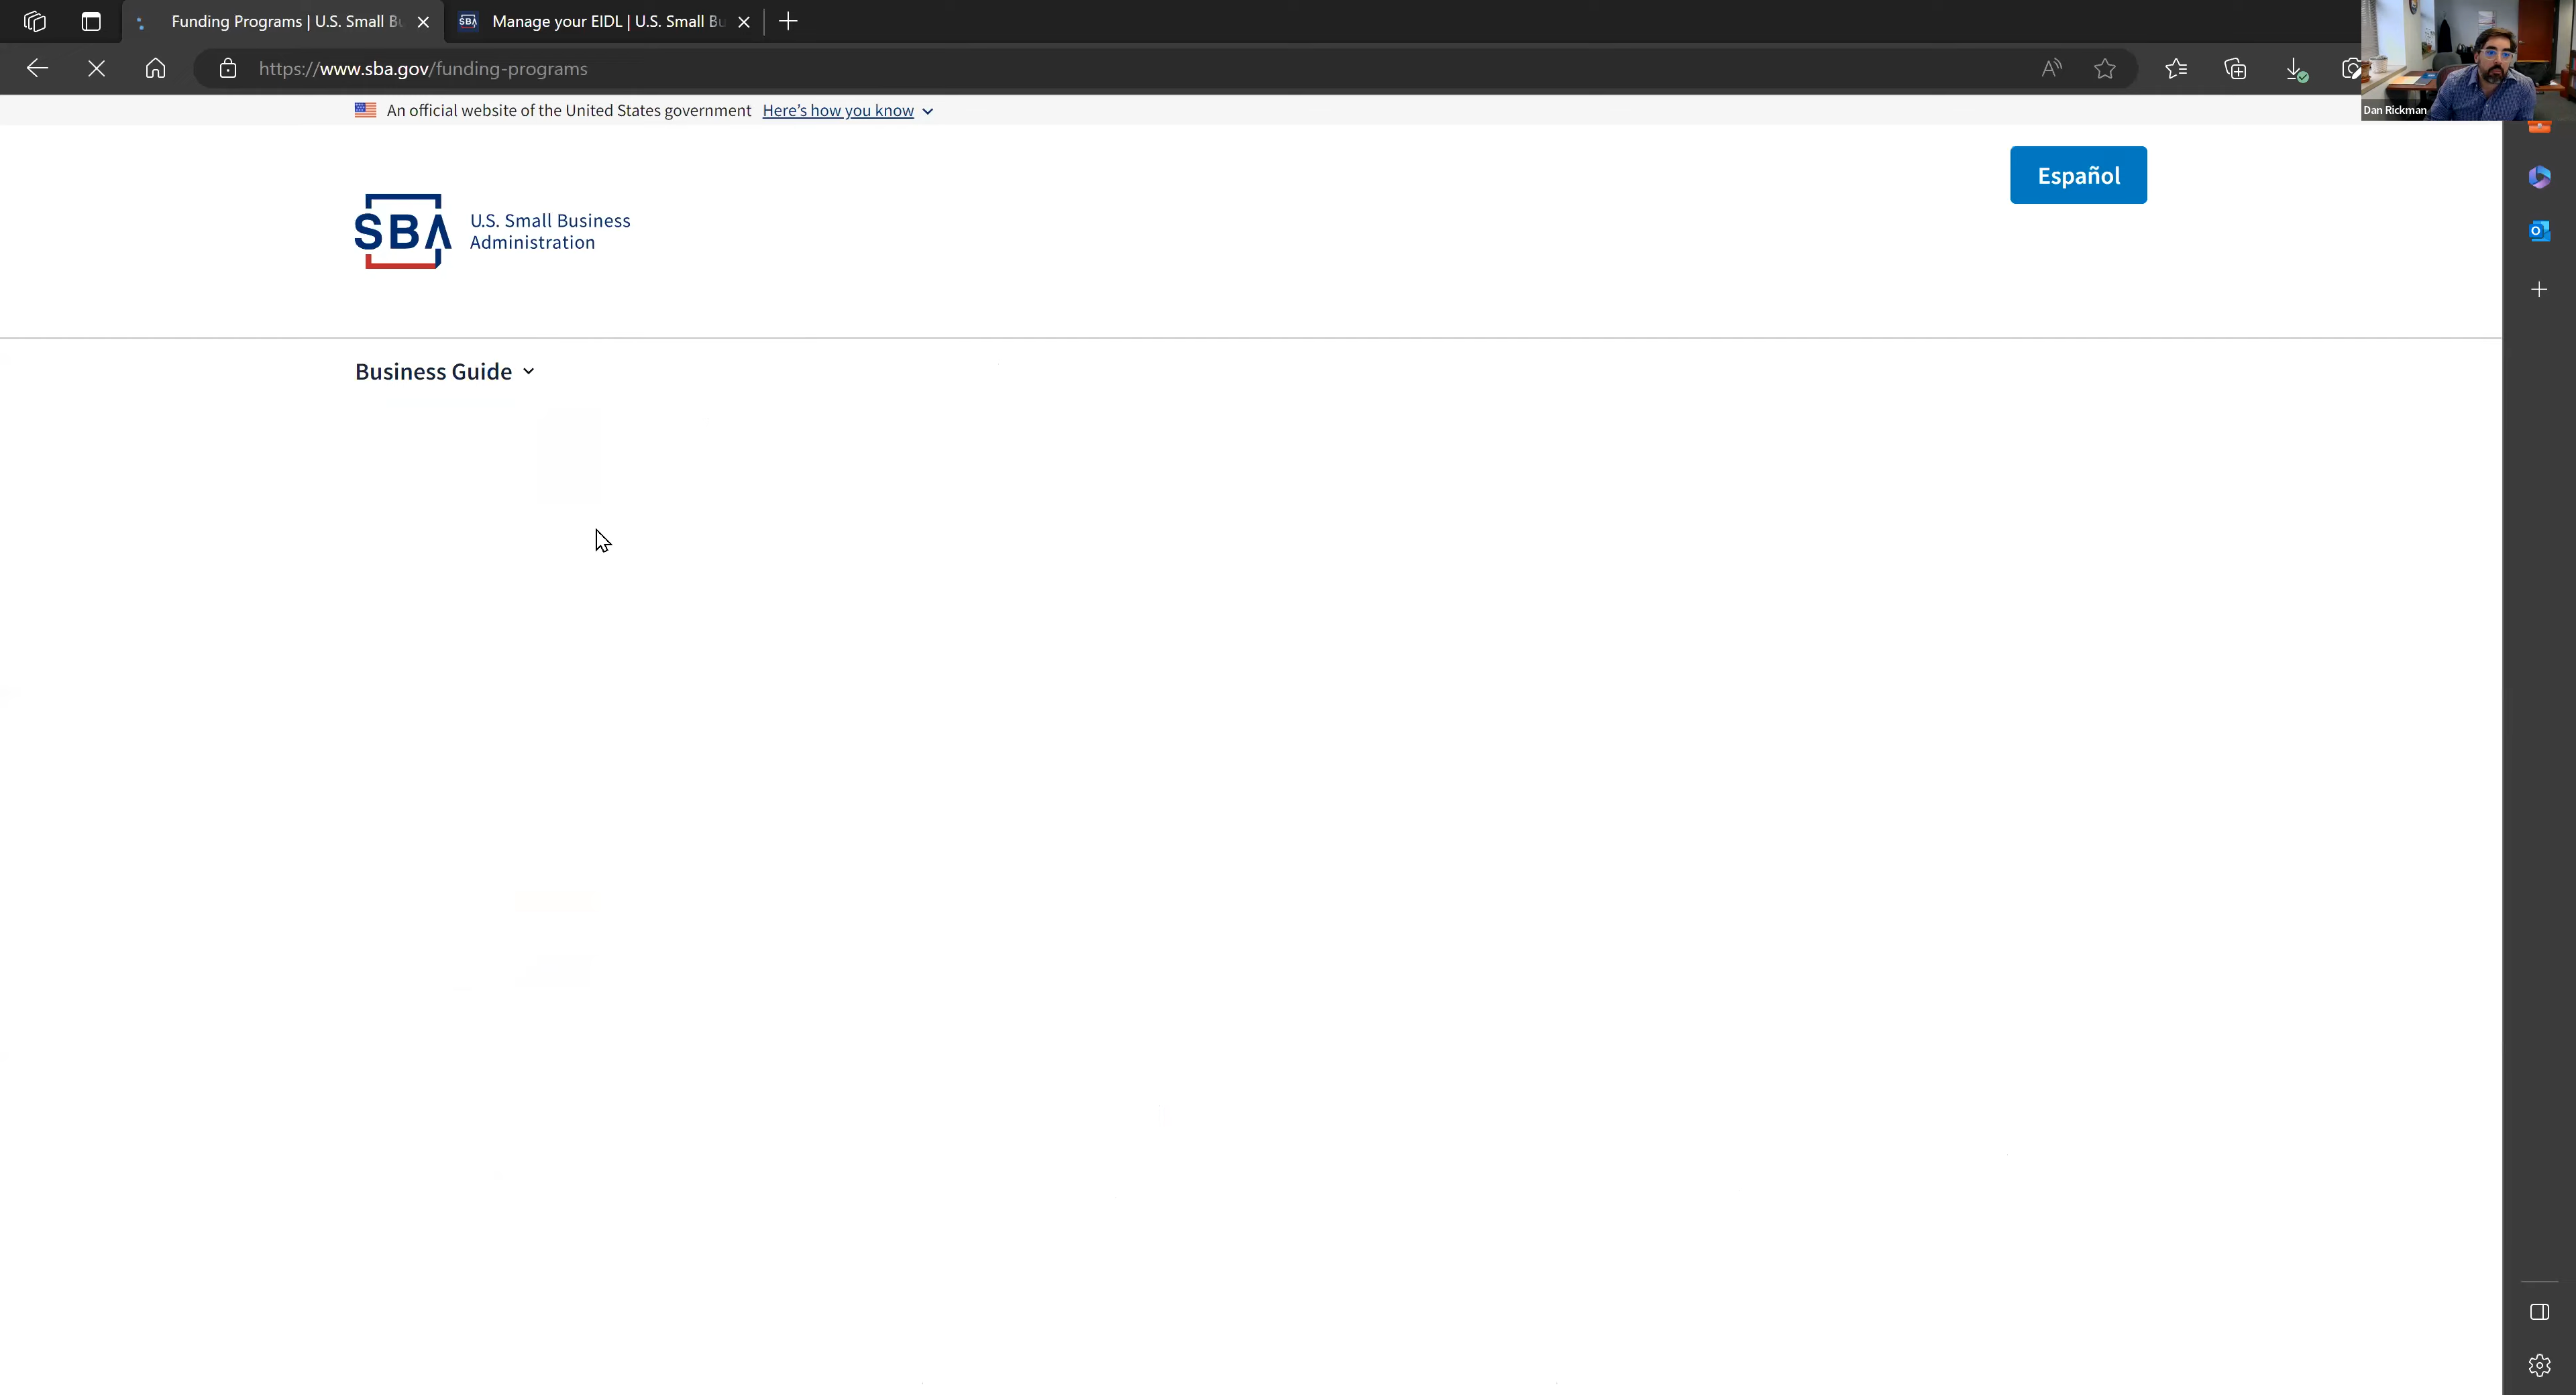 Funding Programs | U.S. Small Bu
Manage your EIDL | U.S. Small Bu
https://www.sba.gov/funding-programs
Dan Rickman
An official website of the United States government Here's how you know
Español
SBA
U.S. Small Business
Administration
Business Guide